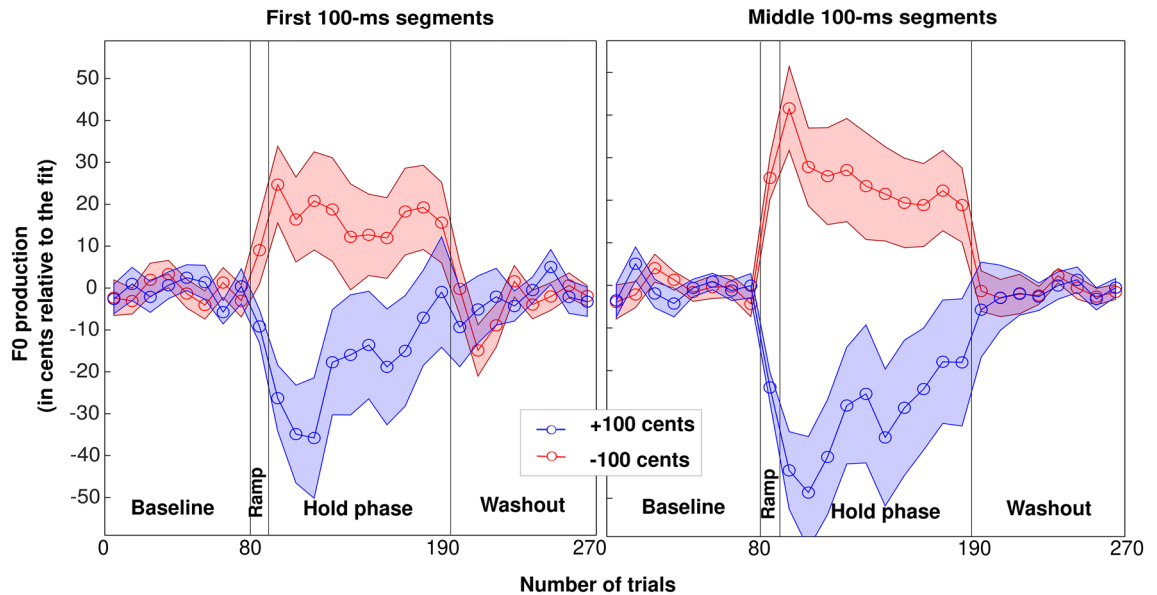 First 100-ms segments
Middle 100-ms segments
F0 production
(in cents relative to the fit)
50
40
30
20
10
0
-10
-20
-30
-40
-50
Baseline
Ramp
Hold phase
Washout
+100 cents
-100 cents
Baseline
Ramp
Hold phase
Washout
0
80
190
270
80
190
270
Number of trials